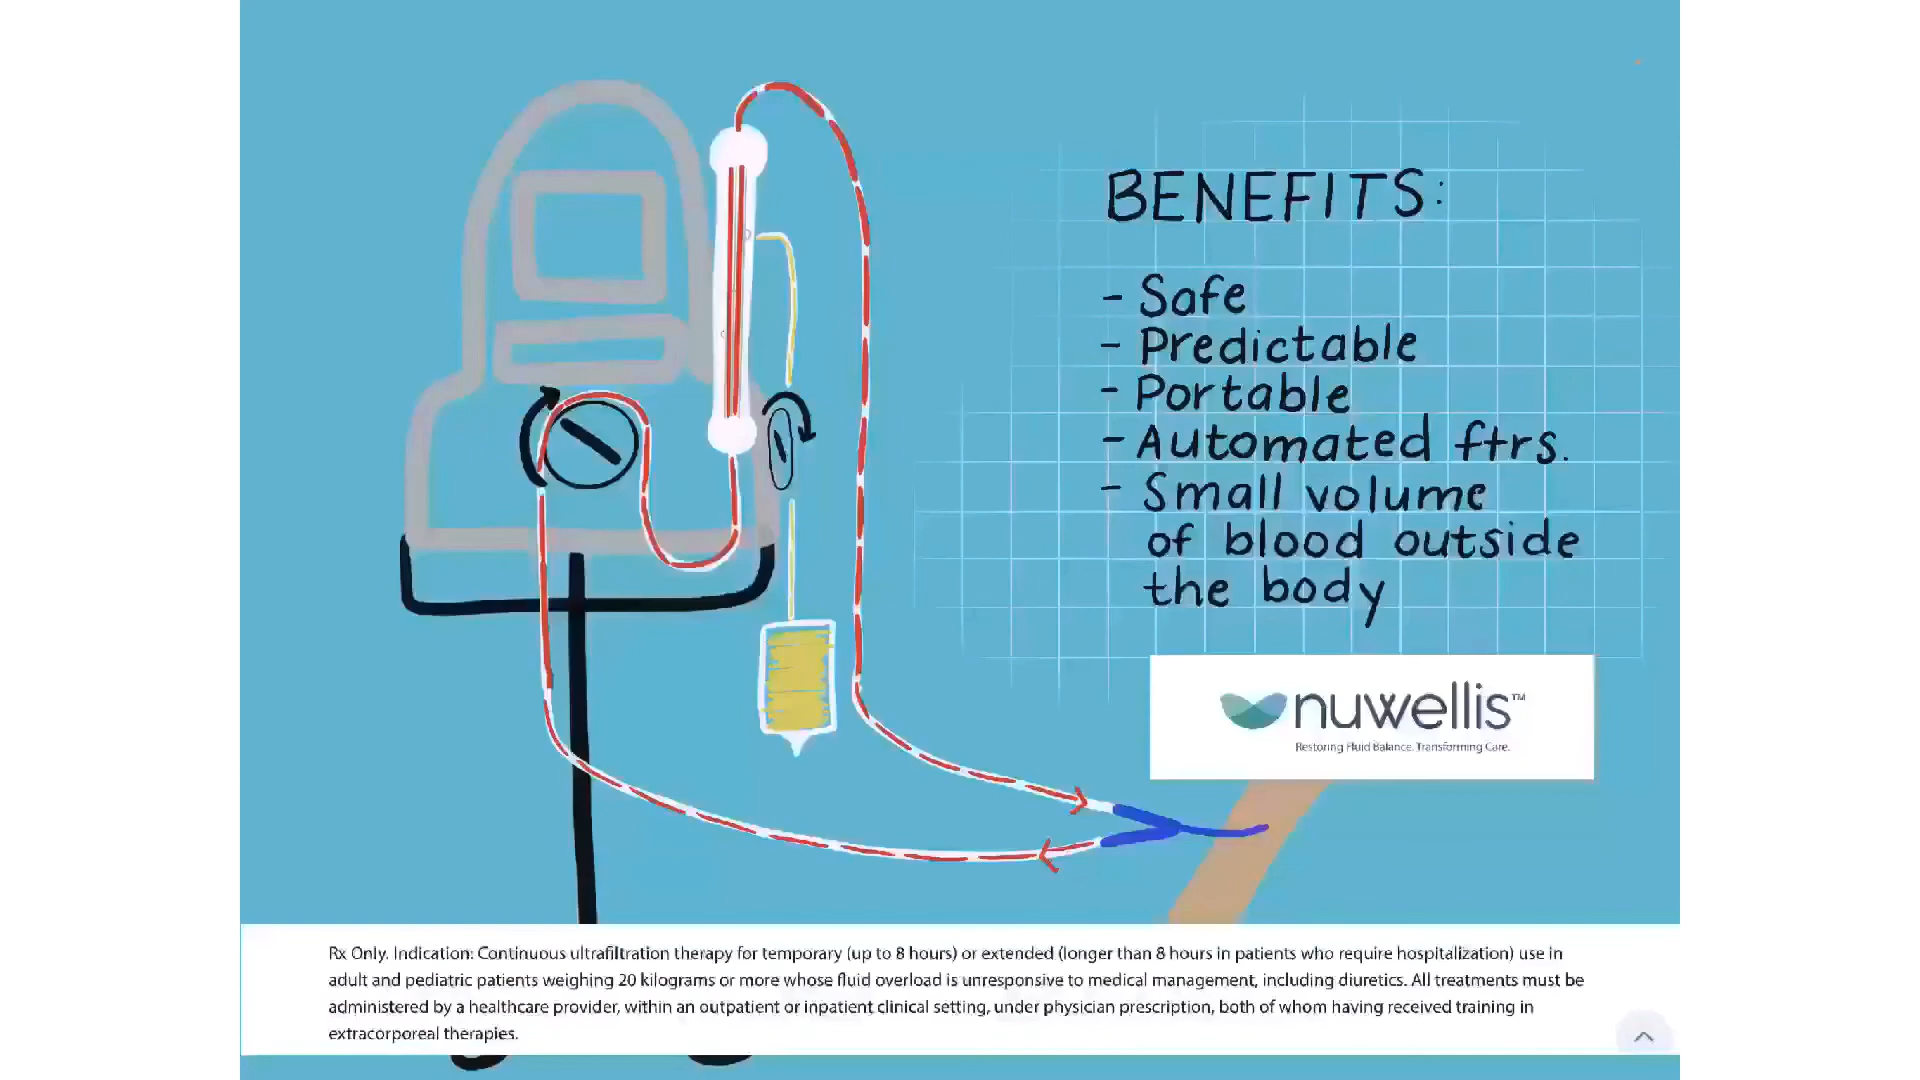 BENEFITS:
- Safe
- Predictable
- Portable
- Automated ftrs.
- Small volume
of blood outside
the body
nuwellis™
Restoring Fluid Balance. Transforming Care.
Rx Only. Indication: Continuous ultrafiltration therapy for temporary (up to 8 hours) or extended (longer than 8 hours in patients who require hospitalization) use in
adult and pediatric patients weighing 20 kilograms or more whose fluid overload is unresponsive to medical management, including diuretics. All treatments must be
administered by a healthcare provider, within an outpatient or inpatient clinical setting, under physician prescription, both of whom having received training in
extracorporeal therapies.